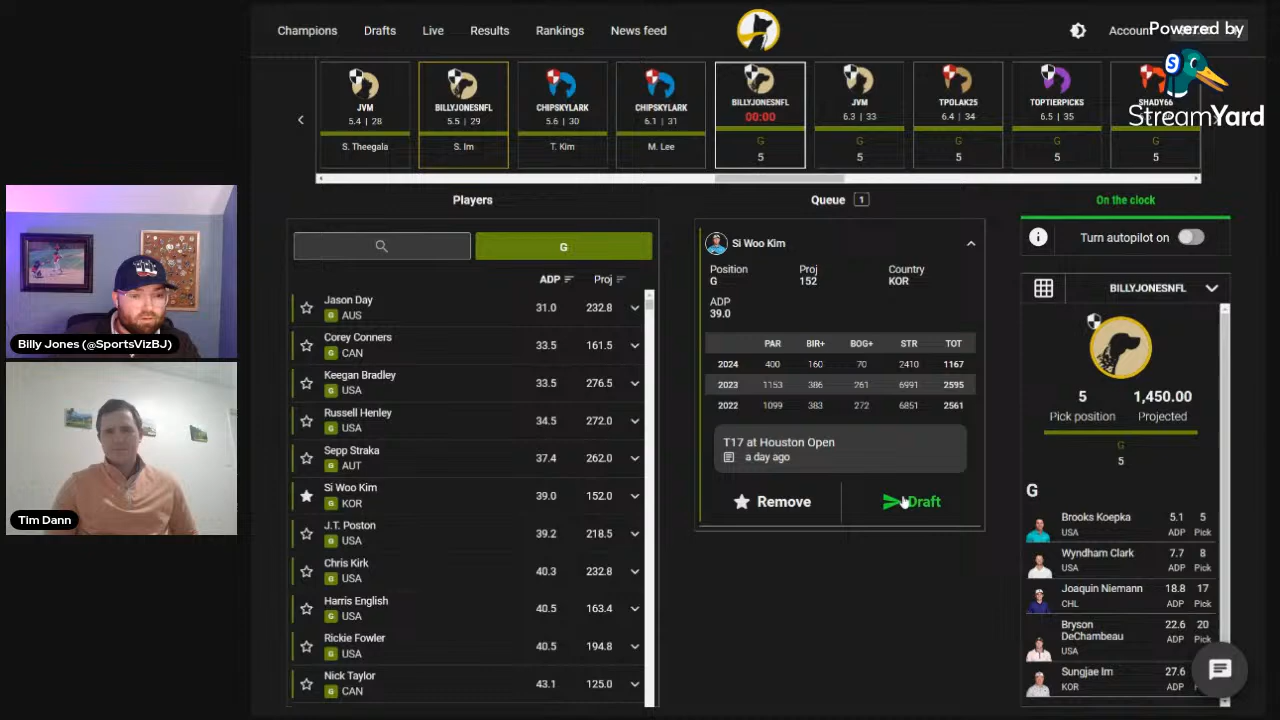 Champions Drafts Live Results Rankings News feed
Account
Powered by
StreamYard
JVM
5.4 | 28
S. Theegala
BILLYJONESNFL
5.5 | 29
S. Im
CHIPSKYLARK
5.6 | 30
T. Kim
CHIPSKYLARK
6.1 | 31
M. Lee
BILLYJONESNFL
00:00
G
5
JVM
6.3 | 33
G
5
TPOLAK25
6.4 | 34
G
5
TOPTIERPICKS
6.5 | 35
G
5
SHADY66
G
5
Players
G
ADP Proj
Jason Day
G AUS
31.0 232.8
Corey Conners
G CAN
33.5 161.5
Keegan Bradley
G USA
33.5 276.5
Russell Henley
G USA
34.5 272.0
Sepp Straka
G AUT
37.4 262.0
Si Woo Kim
G KOR
39.0 152.0
J.T. Poston
G USA
39.2 218.5
Chris Kirk
G USA
40.3 232.8
Harris English
G USA
40.5 163.4
Rickie Fowler
G USA
40.5 194.8
Nick Taylor
G CAN
43.1 125.0
Queue 1
Si Woo Kim
Position Proj Country
G 152 KOR
ADP
39.0
PAR BIR+ BOG+ STR TOT
2024 400 160 70 2410 1167
2023 1153 386 261 6991 2595
2022 1099 383 272 6851 2561
T17 at Houston Open
a day ago
Remove
Draft
On the clock
Turn autopilot on
BILLYJONESNFL
5 1,450.00
Pick position Projected
G
5
G
Brooks Koepka 5.1 5
USA ADP Pick
Wyndham Clark 7.7 8
USA ADP Pick
Joaquin Niemann 18.8 17
CHL ADP Pick
Bryson DeChambeau 22.6 20
USA ADP Pick
Sungjae Im 27.6
KOR ADP
Billy Jones (@SportsVizBJ)
Tim Dann